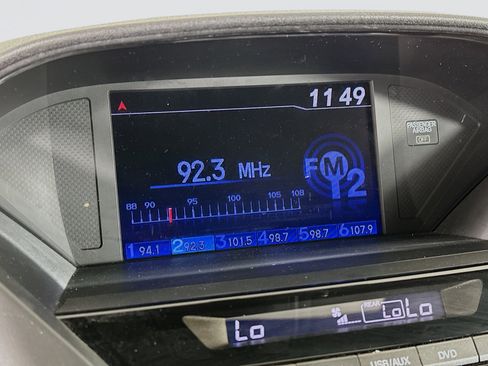 11 49
PASSENGER
AIRBAG
OFF
92.3 MHz
FM
12
88 90 95 100 105 108
1 94.1 2 92.3 3 101.5 4 98.7 5 98.7 6 107.9
REAR
Lo Lo Lo
USB/AUX DVD